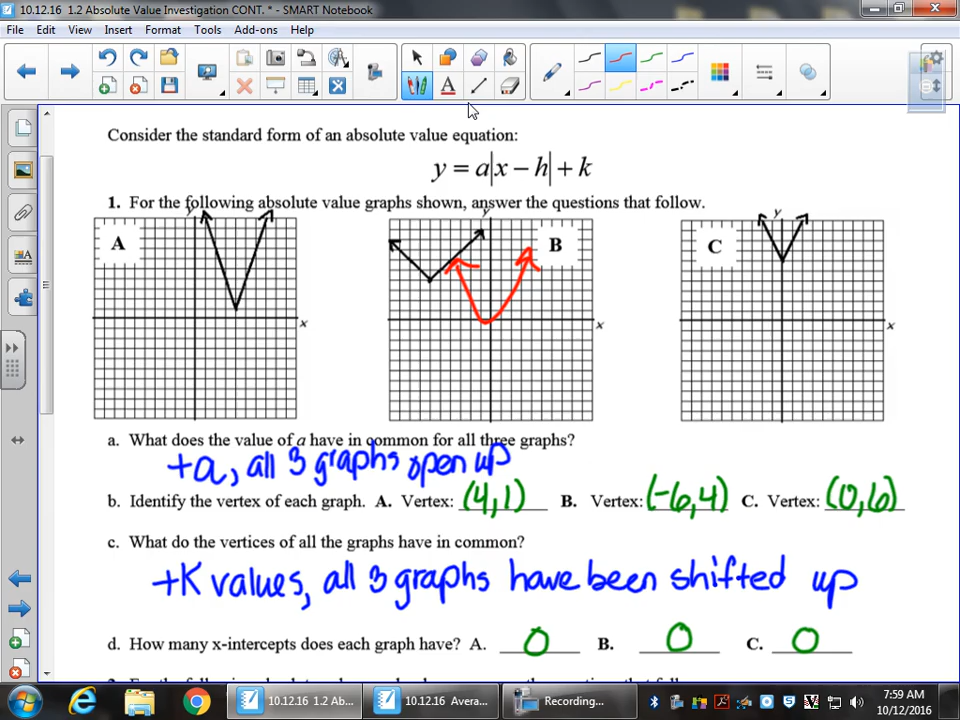 10.12.16 1.2 Absolute Value Investigation CONT. * - SMART Notebook
File Edit View Insert Format Tools Add-ons Help
Consider the standard form of an absolute value equation:
y = a|x − h| + k
1. For the following absolute value graphs shown, answer the questions that follow.
y y y
A B C
x x x
a. What does the value of a have in common for all three graphs?
+a, all 3 graphs open up
b. Identify the vertex of each graph. A. Vertex: (4,1) B. Vertex: (-6,4) C. Vertex: (0,6)
c. What do the vertices of all the graphs have in common?
+K values, all 3 graphs have been shifted up
d. How many x-intercepts does each graph have? A. 0 B. 0 C. 0
10.12.16 1.2 Ab... 10.12.16 Avera... Recording...
7:59 AM
10/12/2016